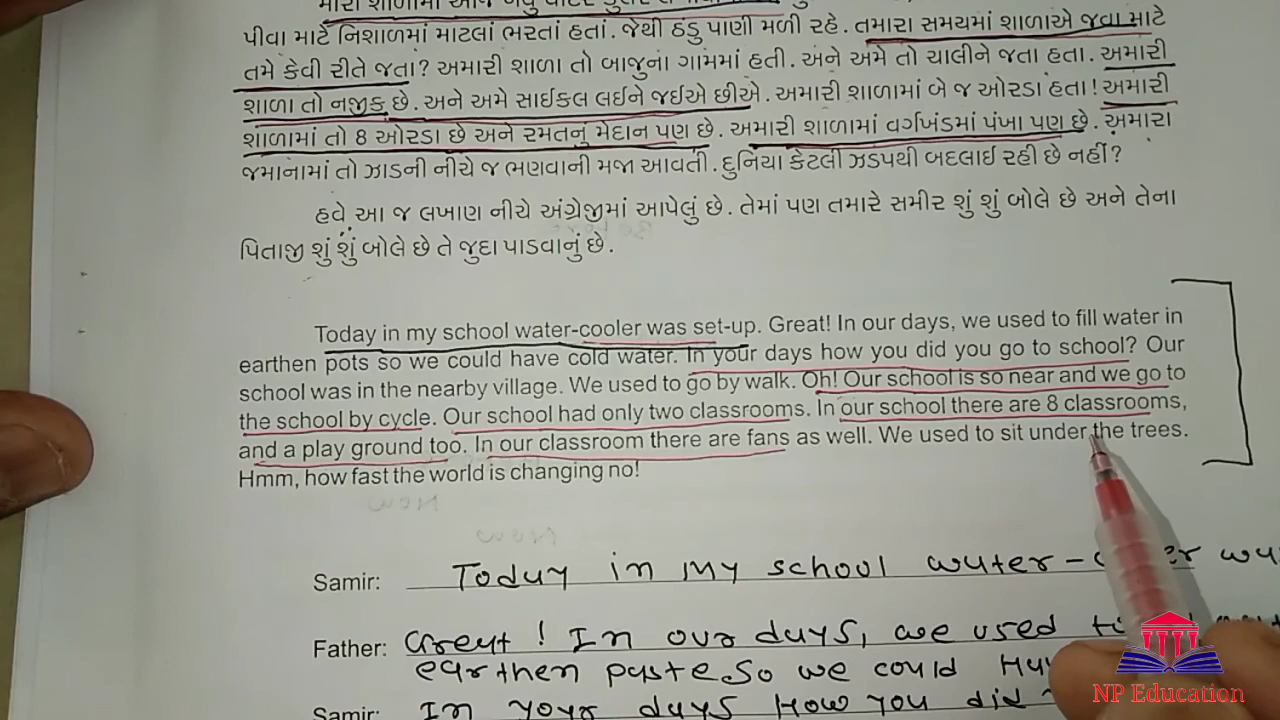 મારી શાળામાં આજે
પીવા માટે નિશાળમાં માટલાં ભરતાં હતાં. જેથી ઠંડુ પાણી મળી રહે. તમારા સમયમાં શાળાએ જવા માટે
તમે કેવી રીતે જતા? અમારી શાળા તો બાજુના ગામમાં હતી. અને અમે તો ચાલીને જતા હતા. અમારી
શાળા તો નજીક છે. અને અમે સાઈકલ લઈને જઈએ છીએ. અમારી શાળામાં બે જ ઓરડા હતા! અમારી
શાળામાં તો 8 ઓરડા છે અને રમતનું મેદાન પણ છે. અમારી શાળામાં વર્ગખંડમાં પંખા પણ છે. અમારા
જમાનામાં તો ઝાડની નીચે જ ભણવાની મજા આવતી. દુનિયા કેટલી ઝડપથી બદલાઈ રહી છે નહીં?
હવે આ જ લખાણ નીચે અંગ્રેજીમાં આપેલું છે. તેમાં પણ તમારે સમીર શું શું બોલે છે અને તેના
પિતાજી શું શું બોલે છે તે જુદા પાડવાનું છે.
Today in my school water-cooler was set-up. Great! In our days, we used to fill water in
earthen pots so we could have cold water. In your days how you did you go to school? Our
school was in the nearby village. We used to go by walk. Oh! Our school is so near and we go to
the school by cycle. Our school had only two classrooms. In our school there are 8 classrooms,
and a play ground too. In our classroom there are fans as well. We used to sit under the trees.
Hmm, how fast the world is changing no!
Samir: Today in my school water-
Father: Great! In our days, we used to
earthen pots so we could
Samir: In your days How you did
NP Education